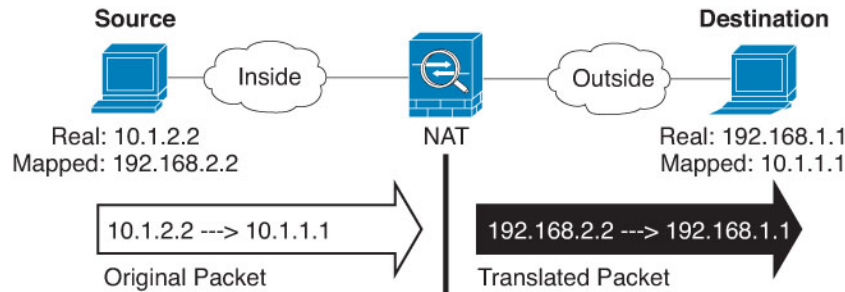 Source
Destination
Inside
Outside
NAT
Real: 10.1.2.2
Mapped: 192.168.2.2
Real: 192.168.1.1
Mapped: 10.1.1.1
10.1.2.2 ---> 10.1.1.1
192.168.2.2 ---> 192.168.1.1
Original Packet
Translated Packet